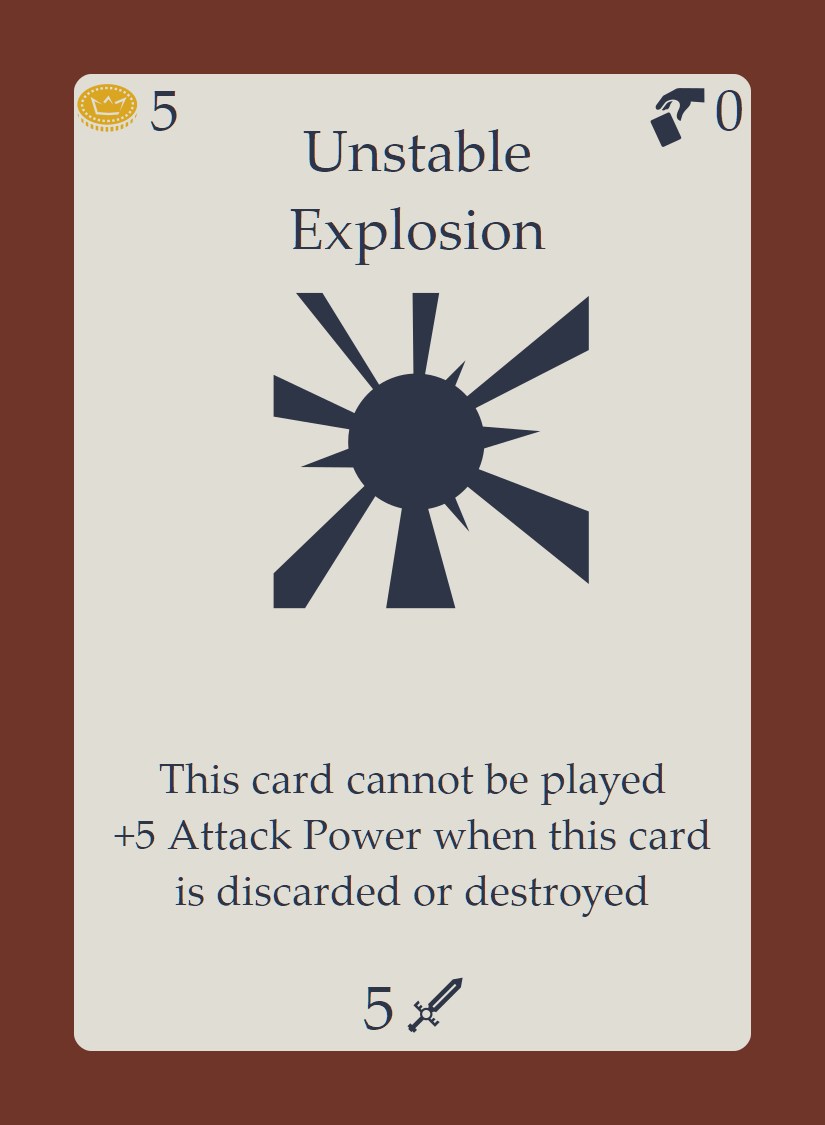 5
0
Unstable
Explosion
This card cannot be played
+5 Attack Power when this card
is discarded or destroyed
5